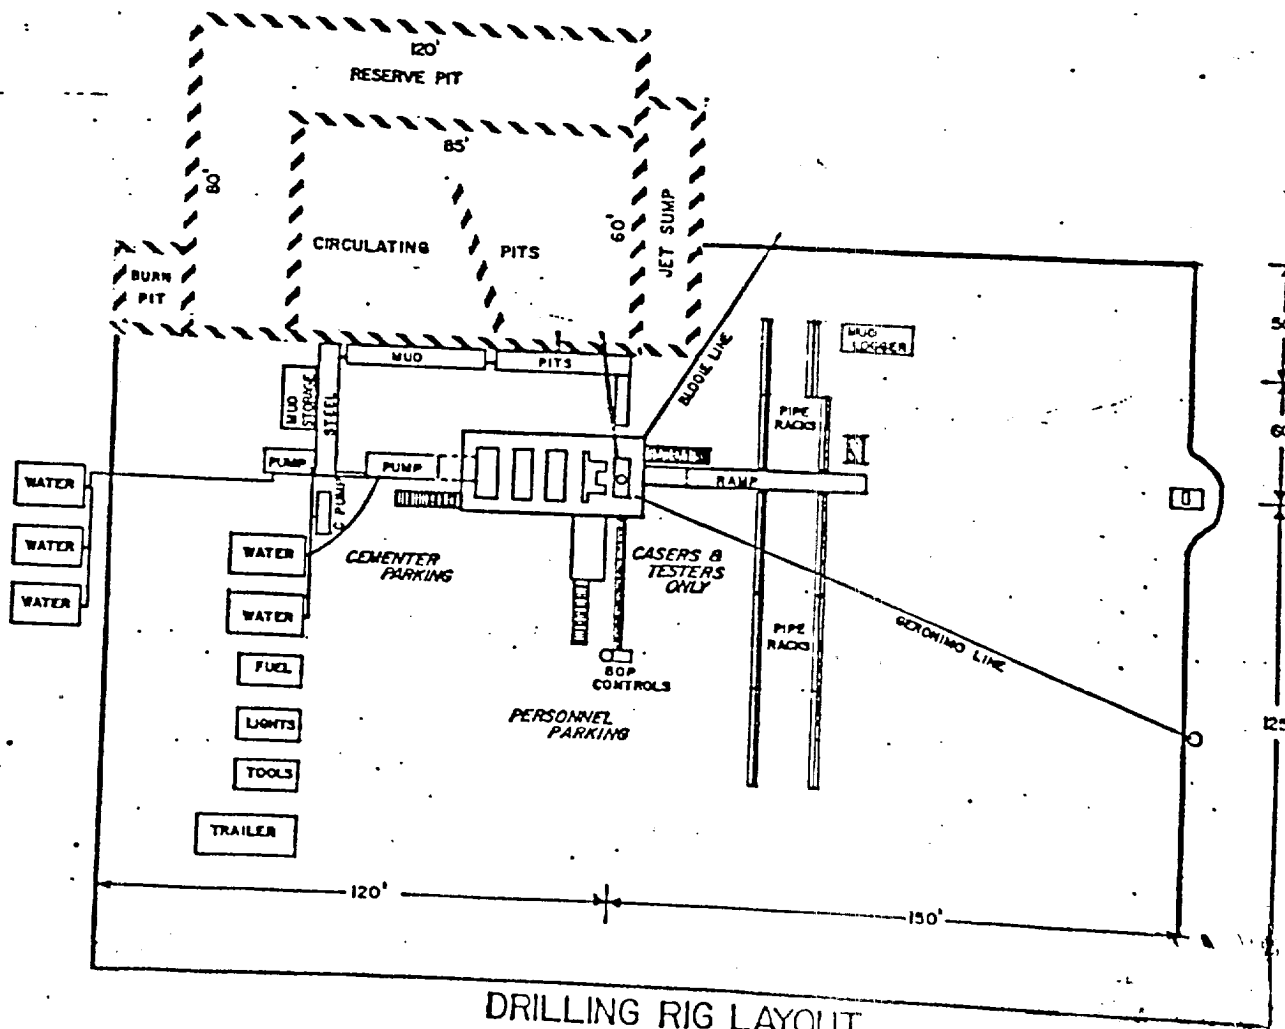 120'
RESERVE PIT
85'
80'
60'
JET SUMP
CIRCULATING PITS
BURN
PIT
MUD
PITS
BLOOIE LINE
MUD
LOGGER
MUD
STORAGE
STEEL
PIPE
RACKS
60
PUMP
PUMP
RAMP
WATER
C PUMP
WATER
WATER
CEMENTER
PARKING
CASERS &
TESTERS
ONLY
WATER
WATER
GERONIMO LINE
PIPE
RACKS
FUEL
BOP
CONTROLS
LIGHTS
PERSONNEL
PARKING
125
TOOLS
TRAILER
120'
150'
DRILLING RIG LAYOUT